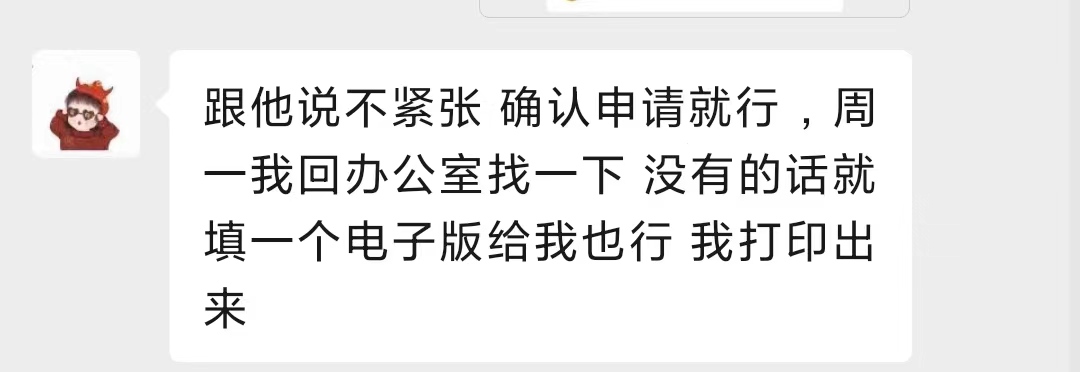 跟他说不紧张 确认申请就行，周
一我回办公室找一下 没有的话就
填一个电子版给我也行 我打印出
来